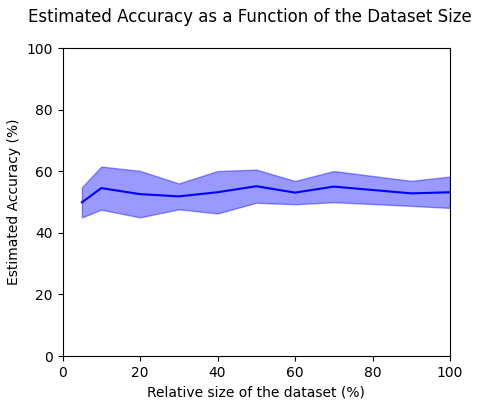 Estimated Accuracy as a Function of the Dataset Size
100
80
60
40
20
0
Estimated Accuracy (%)
0 20 40 60 80 100
Relative size of the dataset (%)